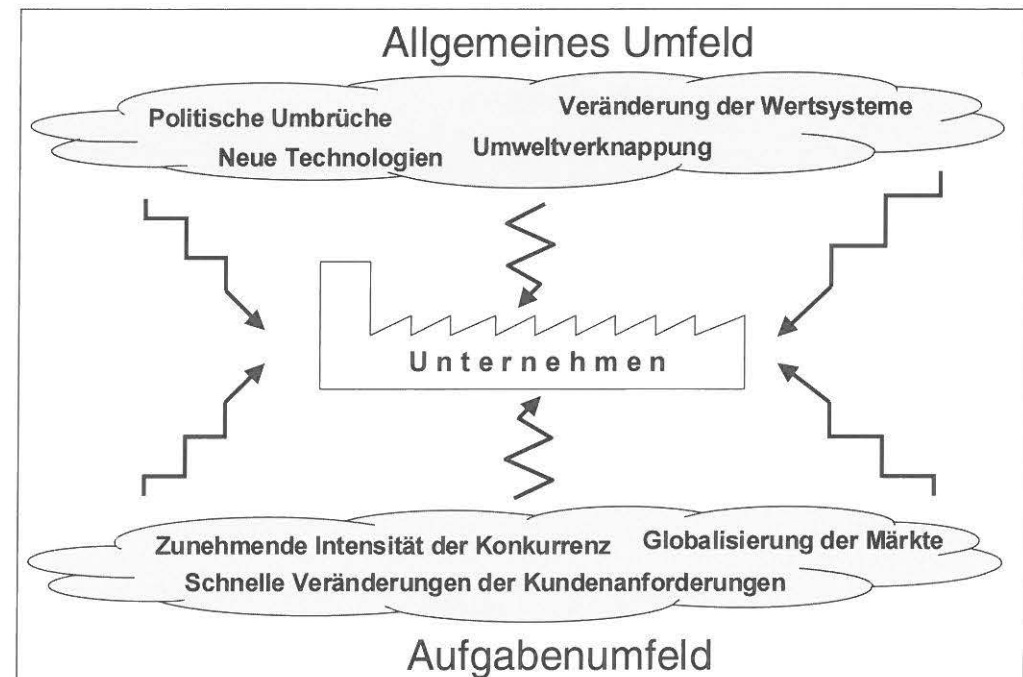 Allgemeines Umfeld
Politische Umbrüche
Veränderung der Wertsysteme
Neue Technologien
Umweltverknappung
Unternehmen
Zunehmende Intensität der Konkurrenz
Globalisierung der Märkte
Schnelle Veränderungen der Kundenanforderungen
Aufgabenumfeld